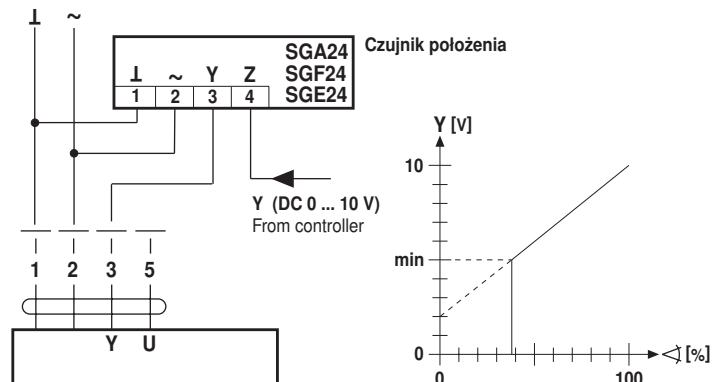 ⊥ ~
SGA24
SGF24
SGE24
Czujnik położenia
⊥ ~ Y Z
1 2 3 4
Y (DC 0 ... 10 V)
From controller
1 2 3 5
Y U
Y [V]
10
min
0
0 100
[%]